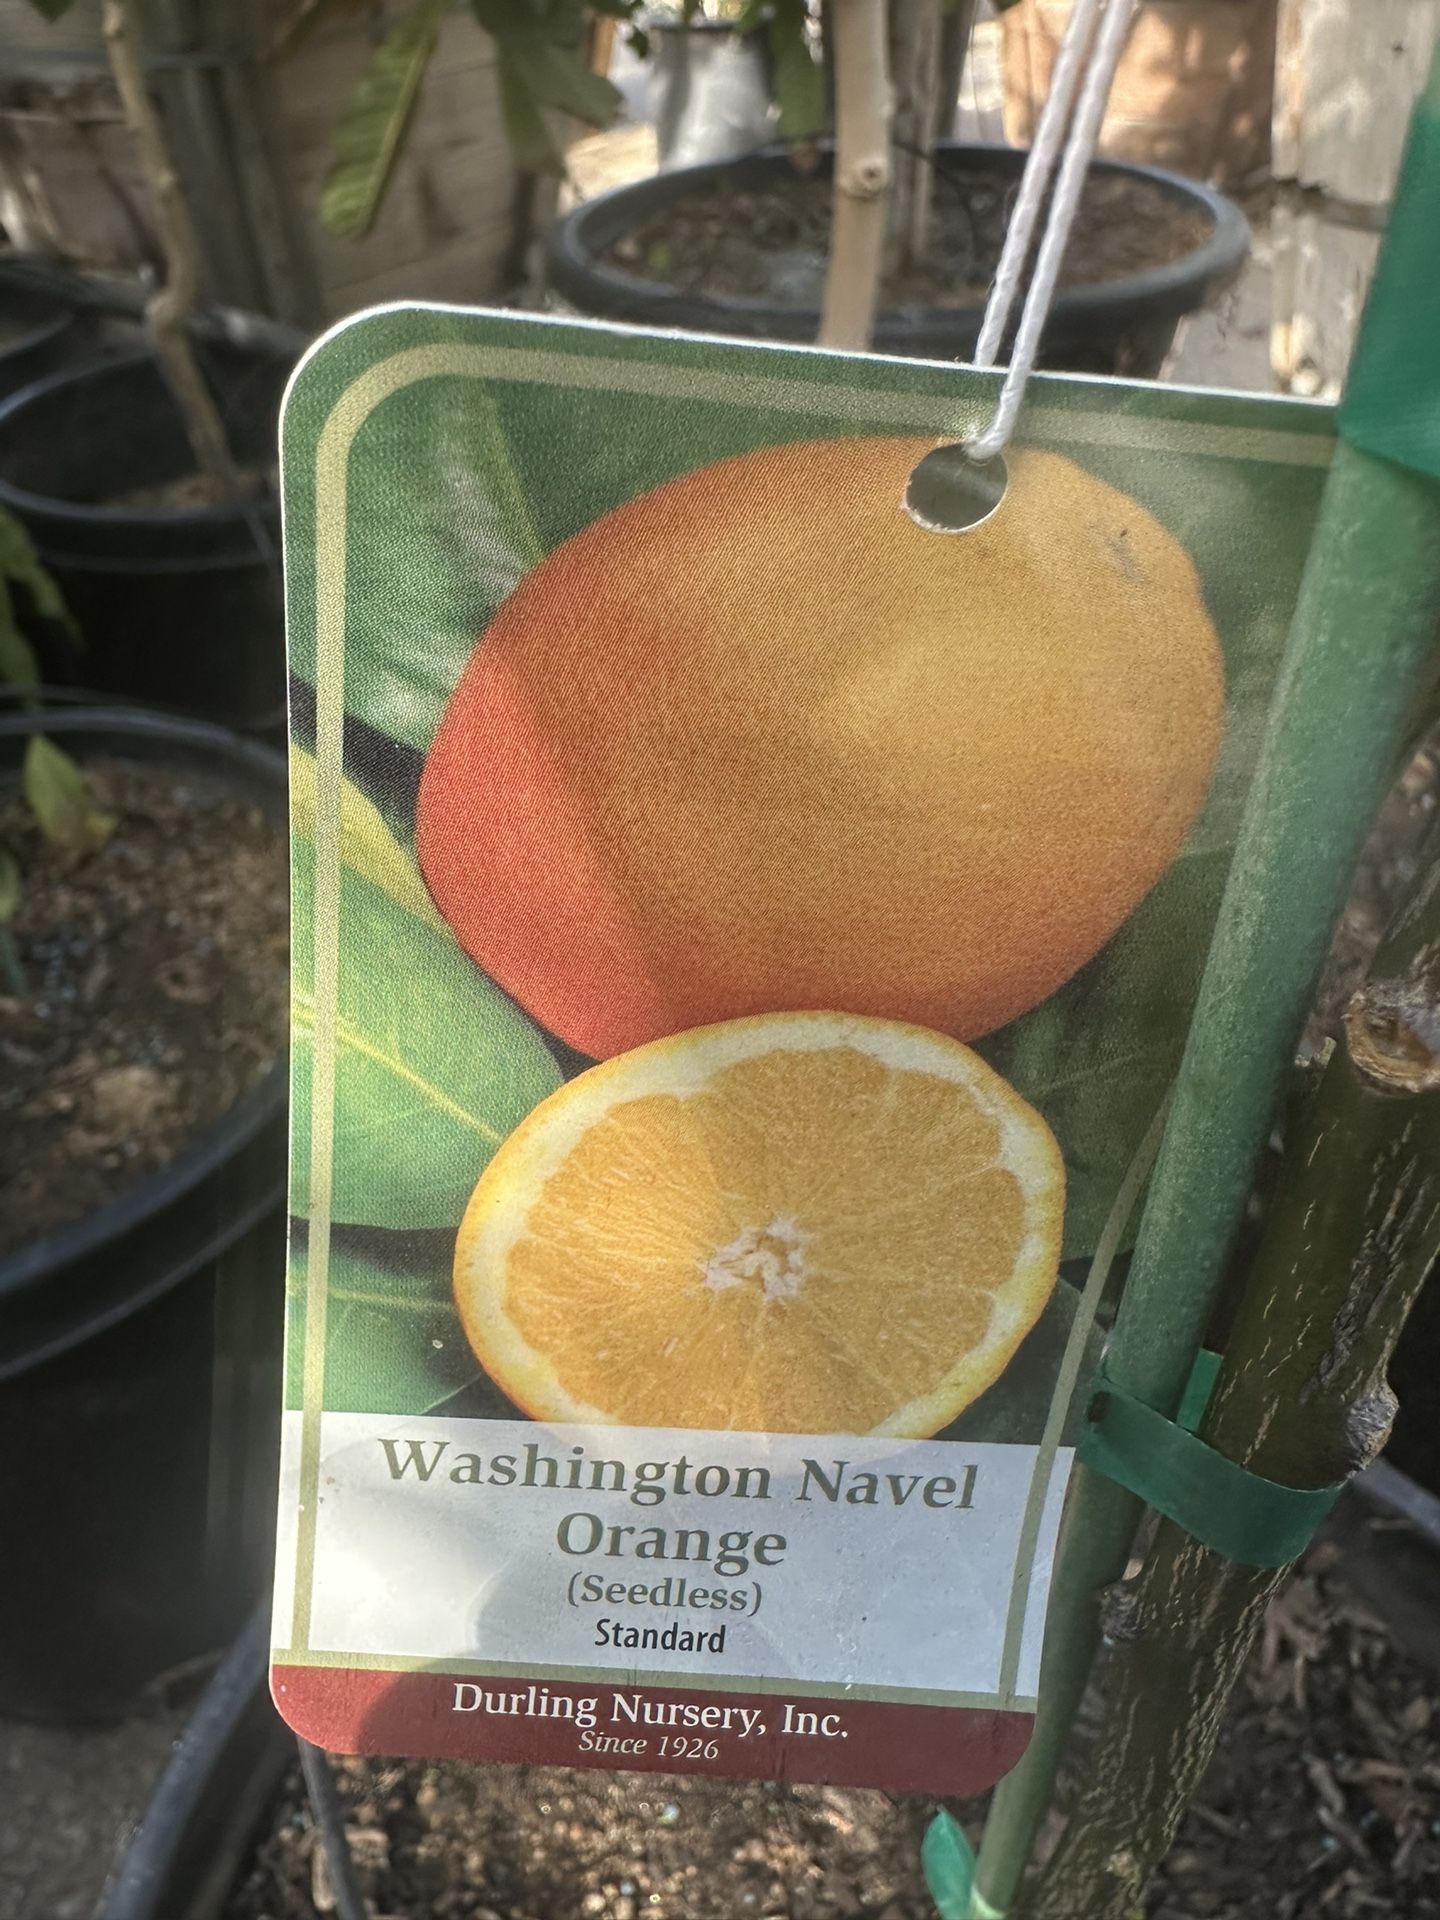 Washington Navel
Orange
(Seedless)
Standard
Durling Nursery, Inc.
Since 1926